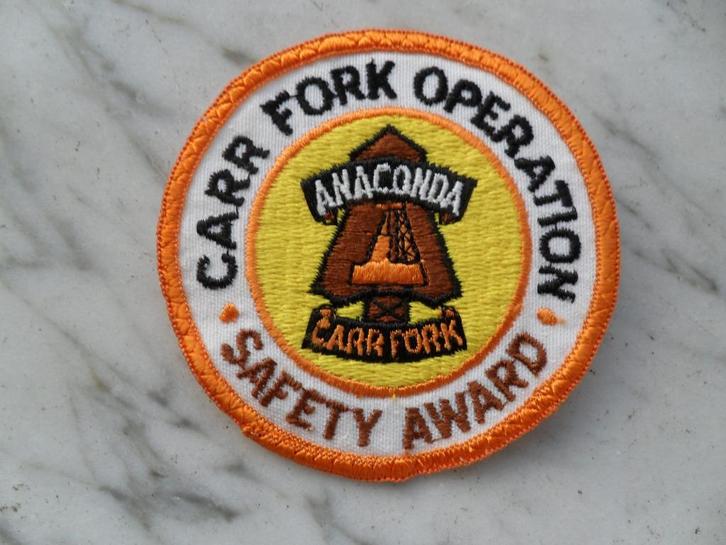 CARR FORK OPERATION
ANACONDA
CARR FORK
SAFETY AWARD